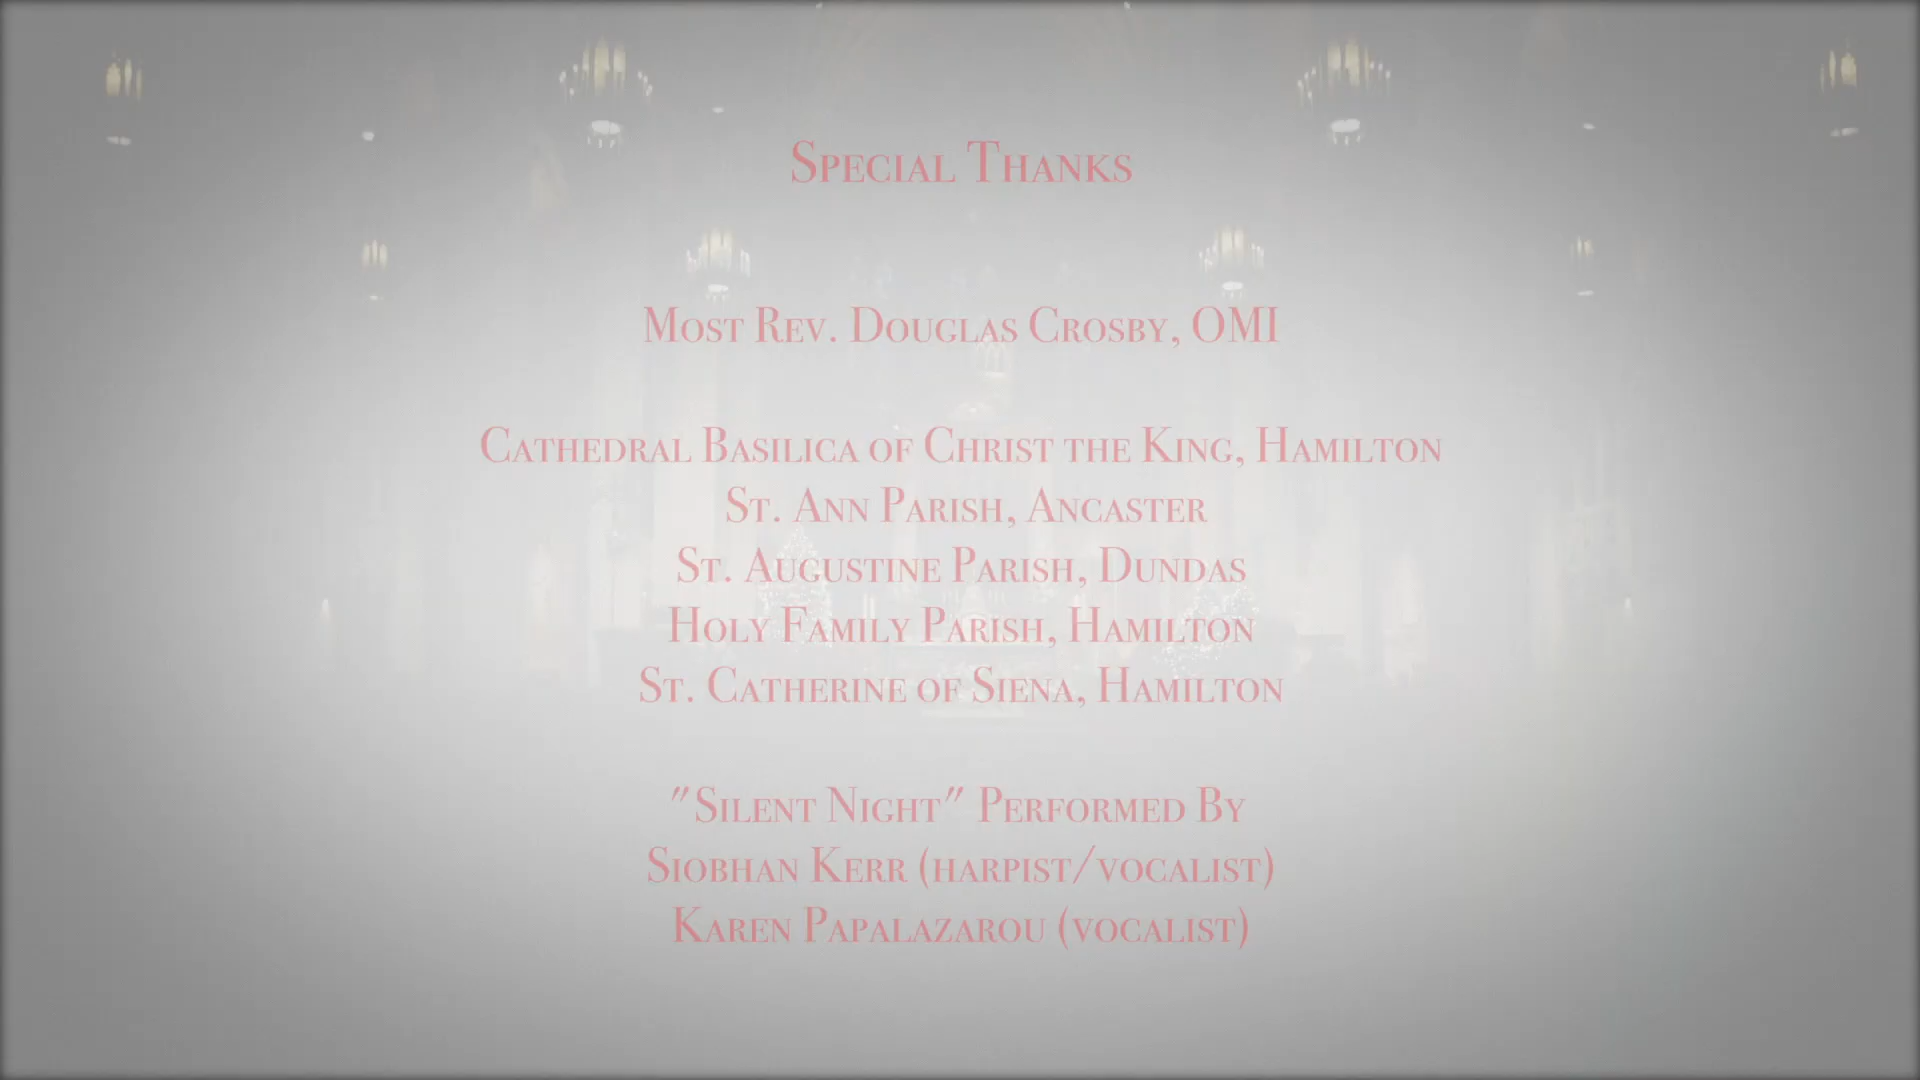 Special Thanks
Most Rev. Douglas Crosby, OMI
Cathedral Basilica of Christ the King, Hamilton
St. Ann Parish, Ancaster
St. Augustine Parish, Dundas
Holy Family Parish, Hamilton
St. Catherine of Siena, Hamilton
"Silent Night" Performed By
Siobhan Kerr (harpist/vocalist)
Karen Papalazarou (vocalist)